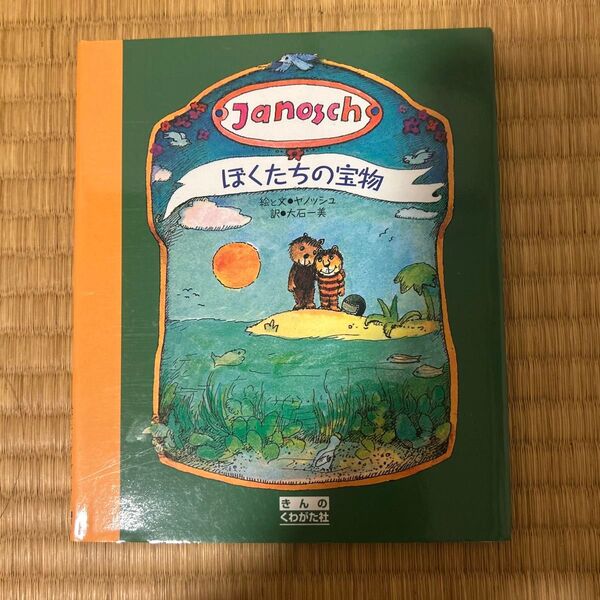 Janosch
ぼくたちの宝物
絵と文●ヤノッシュ
訳●大石一美
きんの
くわがた社